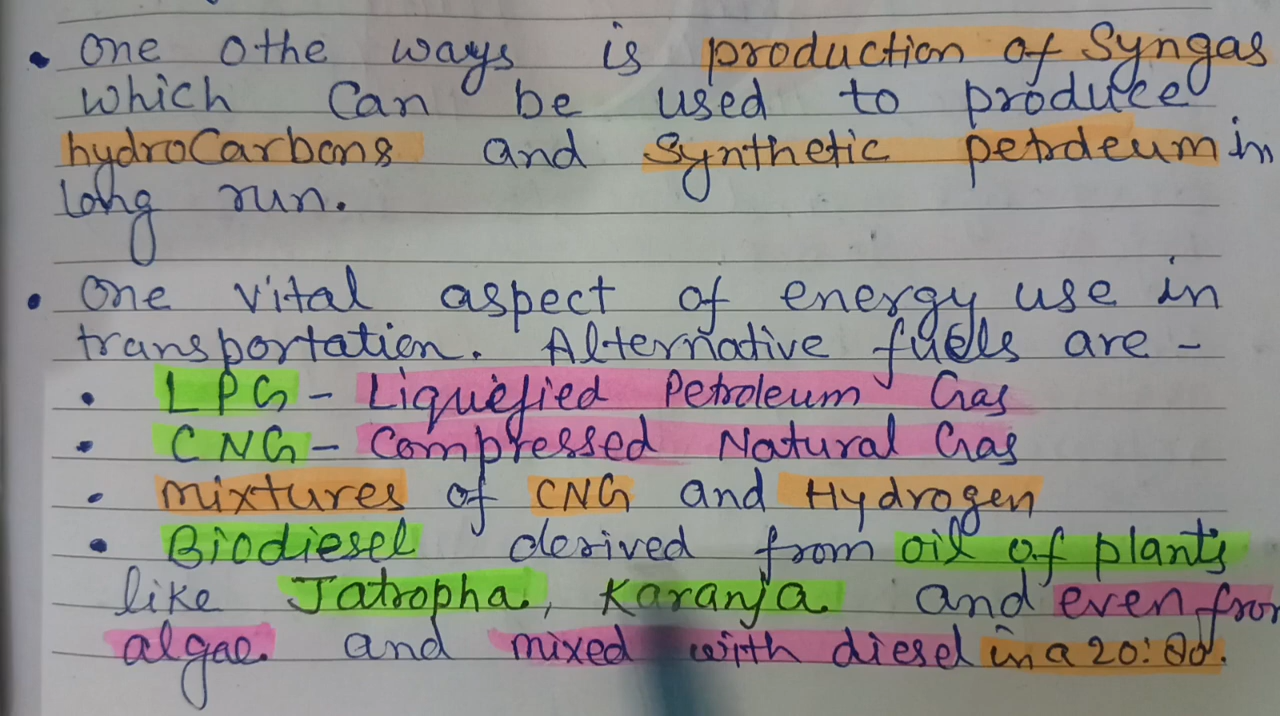 • One othe ways is production of Syngas
which can be used to produce
hydroCarbons and Synthetic petroleum in
long run.
• One vital aspect of energy use in
transportation. Alternative fuels are -
• LPG - Liquefied Petroleum Gas
• CNG - Compressed Natural Gas
• mixtures of CNG and Hydrogen
• Biodiesel derived from oil of plants
like Jatropha, Karanja and even from
algae and mixed with diesel in a 20:80.